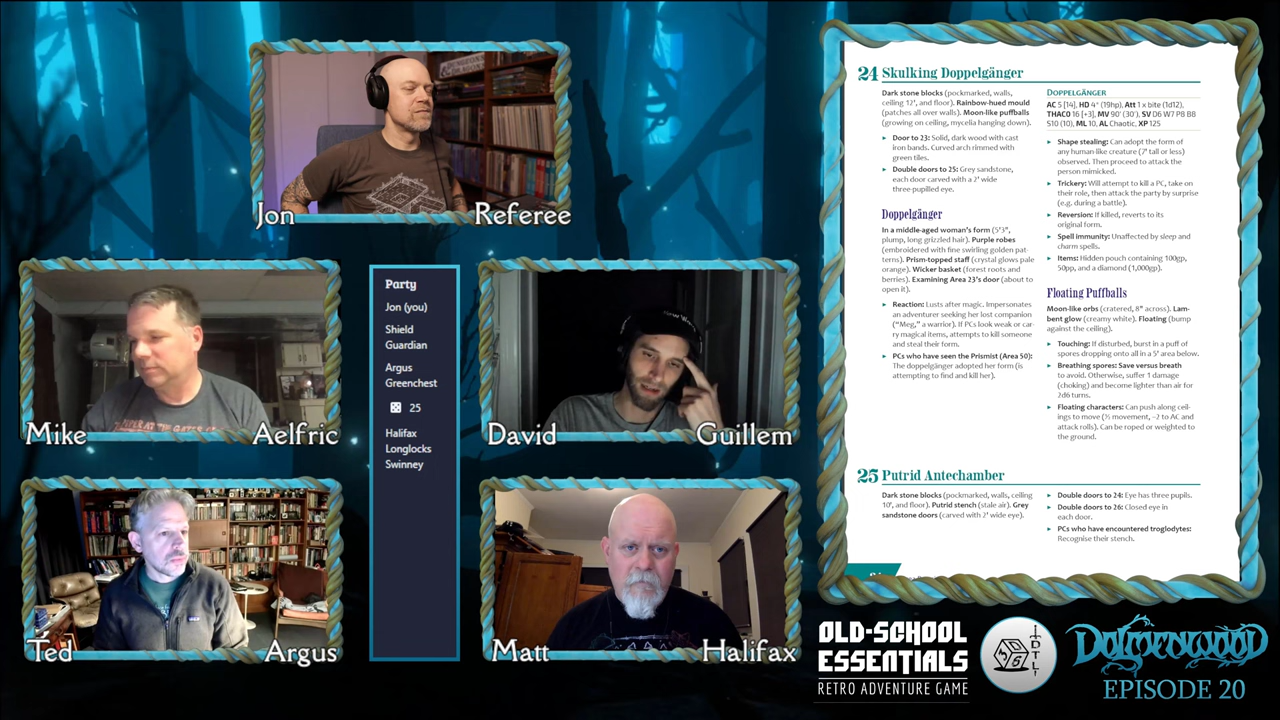 Jon Referee
Mike Aelfric
David Guillem
Ted Argus
Matt Halifax
Party
Jon (you)
Shield
Guardian
Argus
Greenchest
25
Halifax
Longlocks
Swinney
24 Skulking Doppelgänger
Dark stone blocks (pockmarked, walls,
ceiling 12', and floor). Rainbow-hued mould
(patches all over walls). Moon-like puffballs
(growing on ceiling, mycelia hanging down).
► Door to 23: Solid, dark wood with cast
iron bands. Curved arch rimmed with
green tiles.
► Double doors to 25: Grey sandstone,
each door carved with a 2' wide
three-pupilled eye.
Doppelgänger
In a middle-aged woman's form (5'3",
plump, long grizzled hair). Purple robes
(embroidered with fine swirling golden pat-
terns). Prism-topped staff (crystal glows pale
orange). Wicker basket (forest roots and
berries). Examining Area 23's door (about to
open it).
► Reaction: Lusts after magic. Impersonates
an adventurer seeking her lost companion
("Meg," a warrior). If PCs look weak or car-
ry magical items, attempts to kill someone
and steal their form.
► PCs who have seen the Prismist (Area 50):
The doppelgänger adopted her form (is
attempting to find and kill her).
DOPPELGÄNGER
AC 5 [14], HD 4* (19hp), Att 1 x bite (1d12),
THAC0 16 [+3], MV 90' (30'), SV D6 W7 P8 B8
S10 (10), ML 10, AL Chaotic, XP 125
► Shape stealing: Can adopt the form of
any human-like creature (7' tall or less)
observed. Then proceed to attack the
person mimicked.
► Trickery: Will attempt to kill a PC, take on
their role, then attack the party by surprise
(e.g. during a battle).
► Reversion: If killed, reverts to its
original form.
► Spell immunity: Unaffected by sleep and
charm spells.
► Items: Hidden pouch containing 100gp,
50pp, and a diamond (1,000gp).
Floating Puffballs
Moon-like orbs (cratered, 8" across). Lam-
bent glow (creamy white). Floating (bump
against the ceiling).
► Touching: If disturbed, burst in a puff of
spores dropping onto all in a 5' area below.
► Breathing spores: Save versus breath
to avoid. Otherwise, suffer 1 damage
(choking) and become lighter than air for
2d6 turns.
► Floating characters: Can push along ceil-
ings to move (½ movement, –2 to AC and
attack rolls). Can be roped or weighted to
the ground.
25 Putrid Antechamber
Dark stone blocks (pockmarked, walls, ceiling
10', and floor). Putrid stench (stale air). Grey
sandstone doors (carved with 2' wide eye).
► Double doors to 24: Eye has three pupils.
► Double doors to 26: Closed eye in
each door.
► PCs who have encountered troglodytes:
Recognise their stench.
OLD-SCHOOL
ESSENTIALS
RETRO ADVENTURE GAME
ITDTL
DOLMENWOOD
EPISODE 20